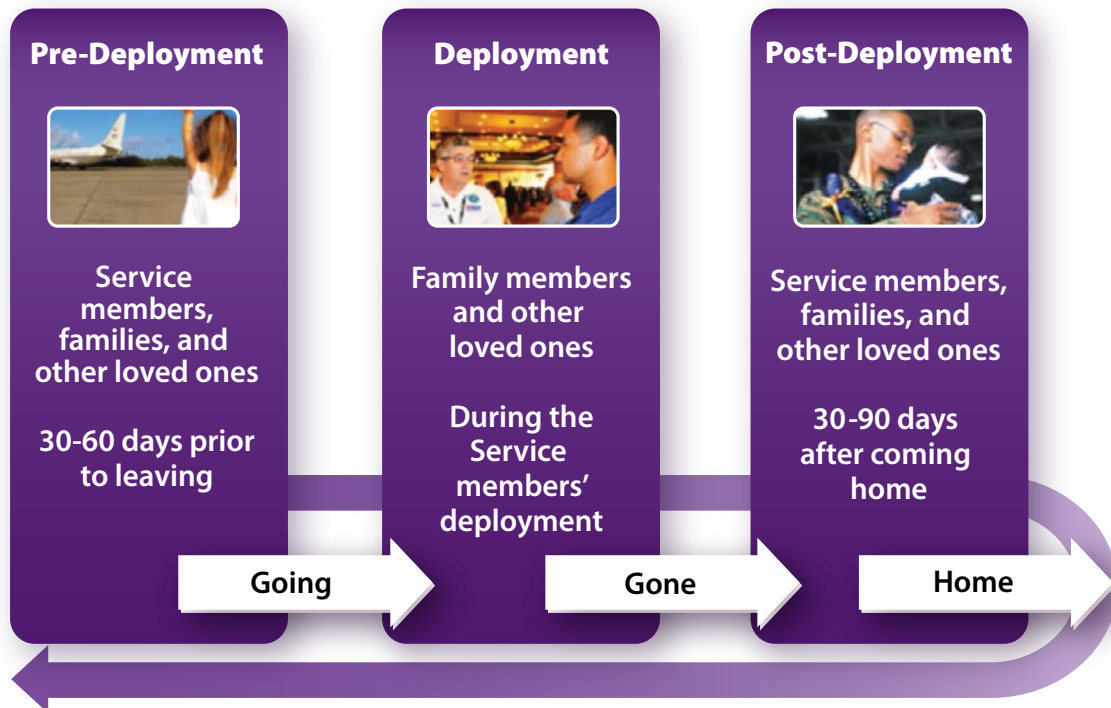 Pre-Deployment
Service
members,
families, and
other loved ones
30-60 days prior
to leaving
Going
Deployment
Family members
and other
loved ones
During the
Service
members’
deployment
Gone
Post-Deployment
Service members,
families, and
other loved ones
30-90 days
after coming
home
Home